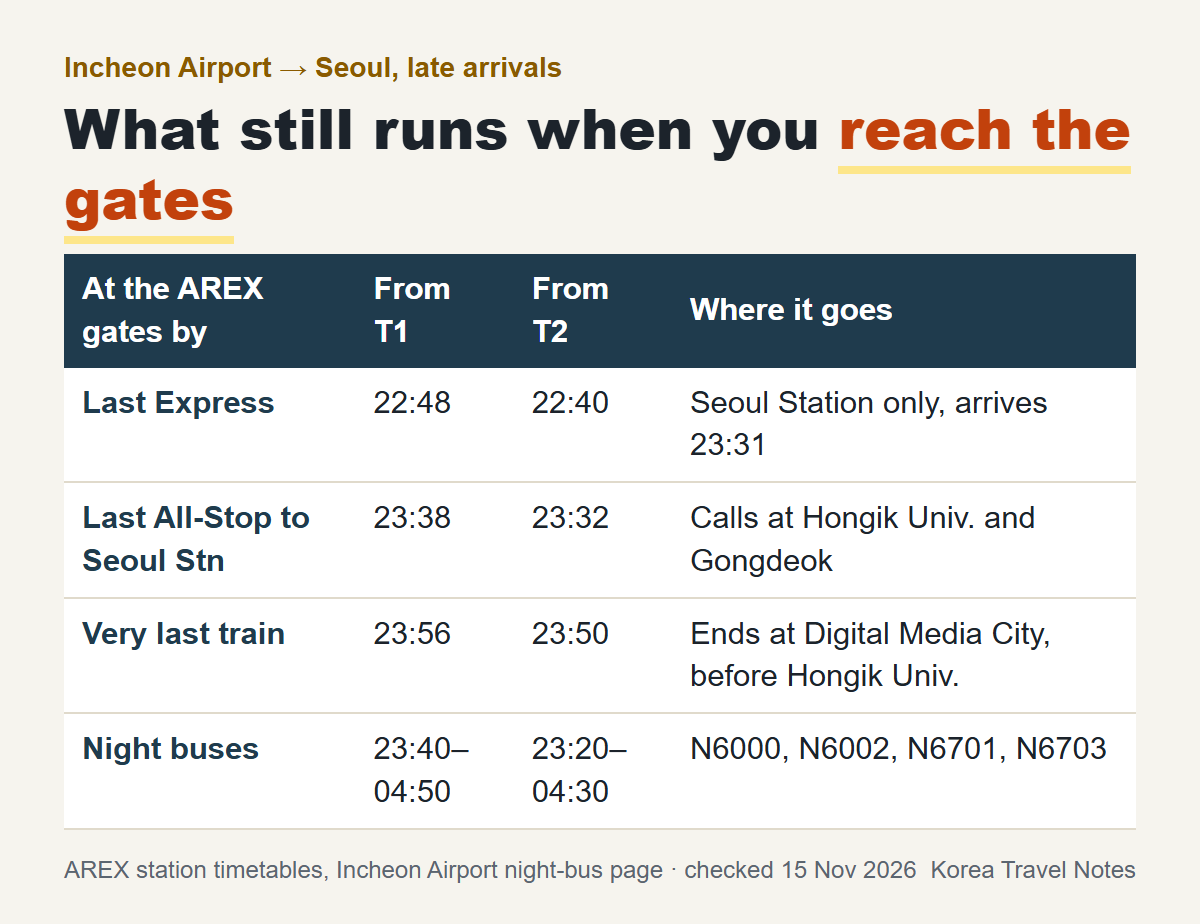 Incheon Airport → Seoul, late arrivals
What still runs when you reach the
gates
At the AREX
gates by
From
T1
From
T2
Where it goes
Last Express
22:48
22:40
Seoul Station only, arrives
23:31
Last All-Stop to
Seoul Stn
23:38
23:32
Calls at Hongik Univ. and
Gongdeok
Very last train
23:56
23:50
Ends at Digital Media City,
before Hongik Univ.
Night buses
23:40–
04:50
23:20–
04:30
N6000, N6002, N6701, N6703
AREX station timetables, Incheon Airport night-bus page · checked 15 Nov 2026
Korea Travel Notes